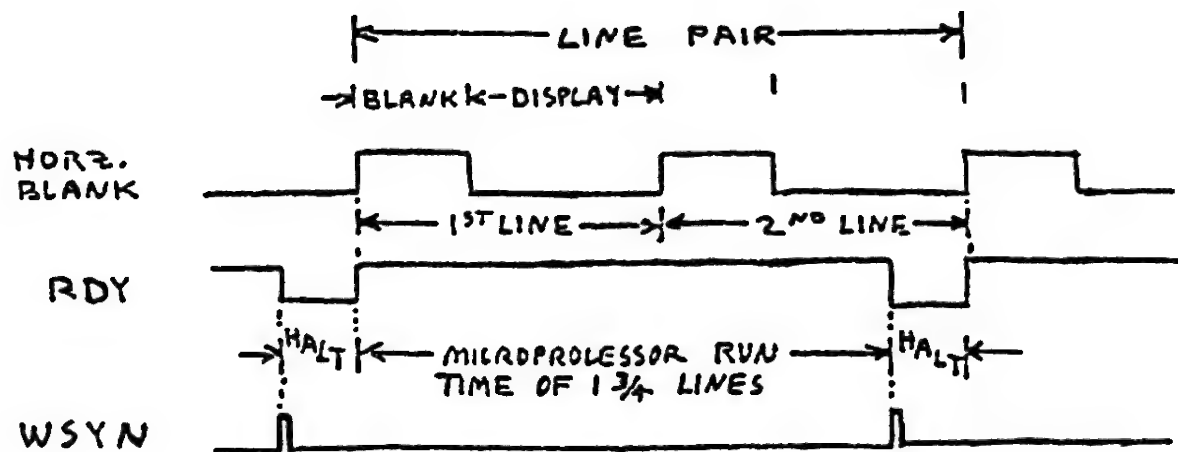 LINE PAIR
BLANK DISPLAY
HORZ.
BLANK
1ST LINE 2ND LINE
RDY
HALT MICROPROCESSOR RUN HALT
TIME OF 1 3/4 LINES
WSYN